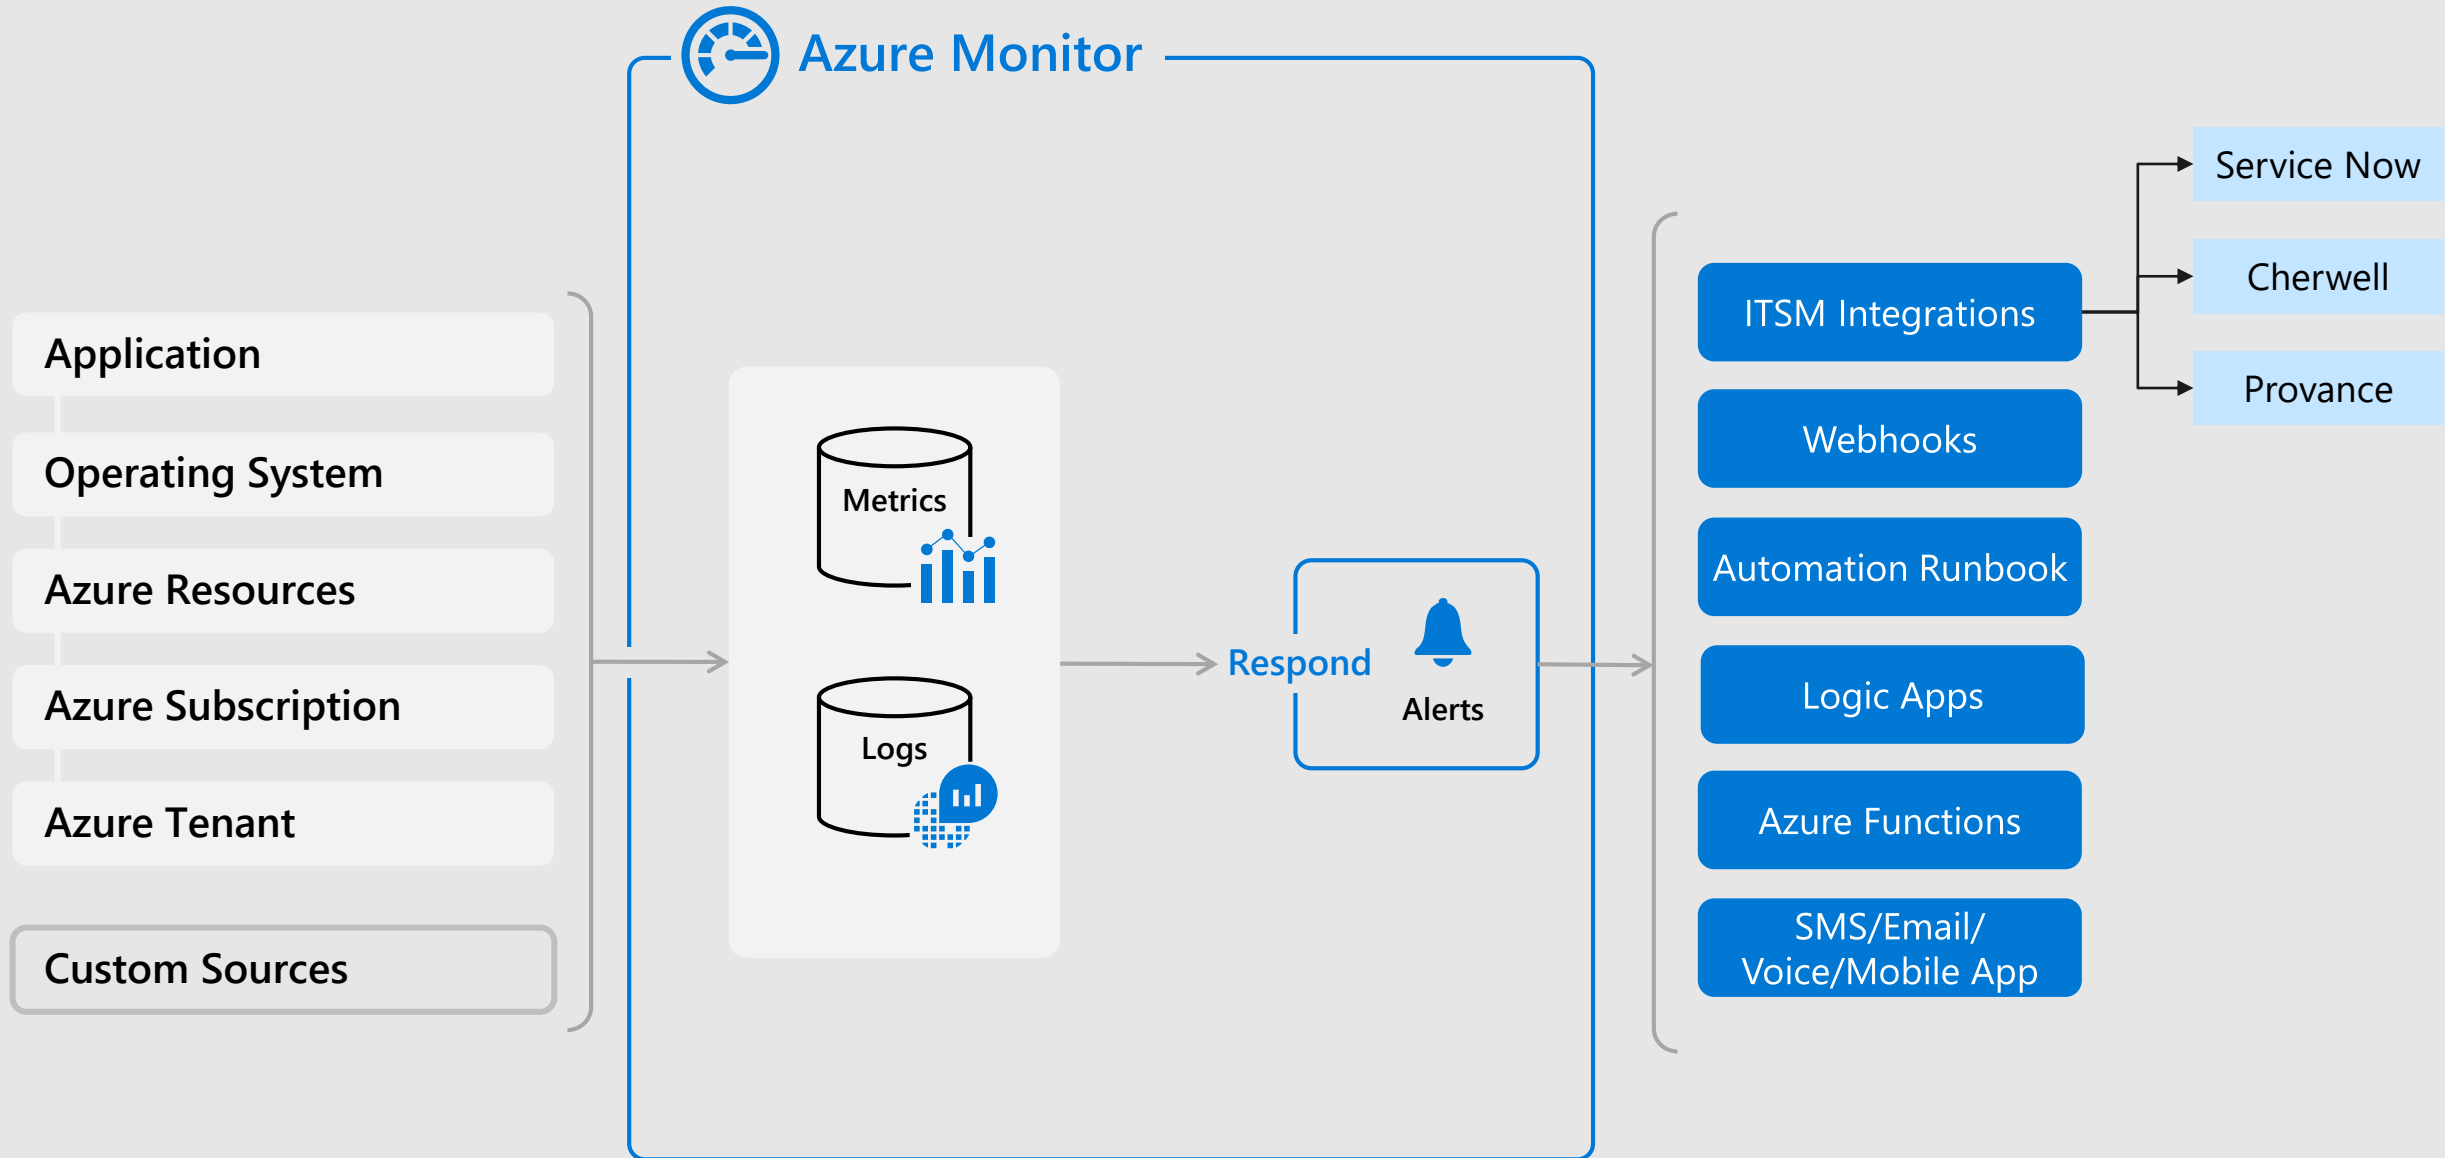 Azure Monitor
Application
Operating System
Azure Resources
Azure Subscription
Azure Tenant
Custom Sources
Metrics
Logs
Respond
Alerts
ITSM Integrations
Webhooks
Automation Runbook
Logic Apps
Azure Functions
SMS/Email/
Voice/Mobile App
Service Now
Cherwell
Provance